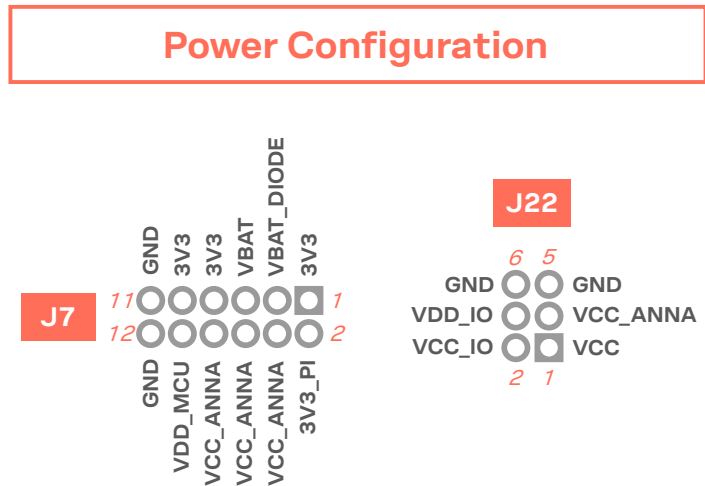 Power Configuration
GND
3V3
3V3
VBAT
VBAT_DIODE
3V3
J7
11
1
12
2
GND
VDD_MCU
VCC_ANNA
VCC_ANNA
VCC_ANNA
3V3_PI
J22
6 5
GND GND
VDD_IO VCC_ANNA
VCC_IO VCC
2 1